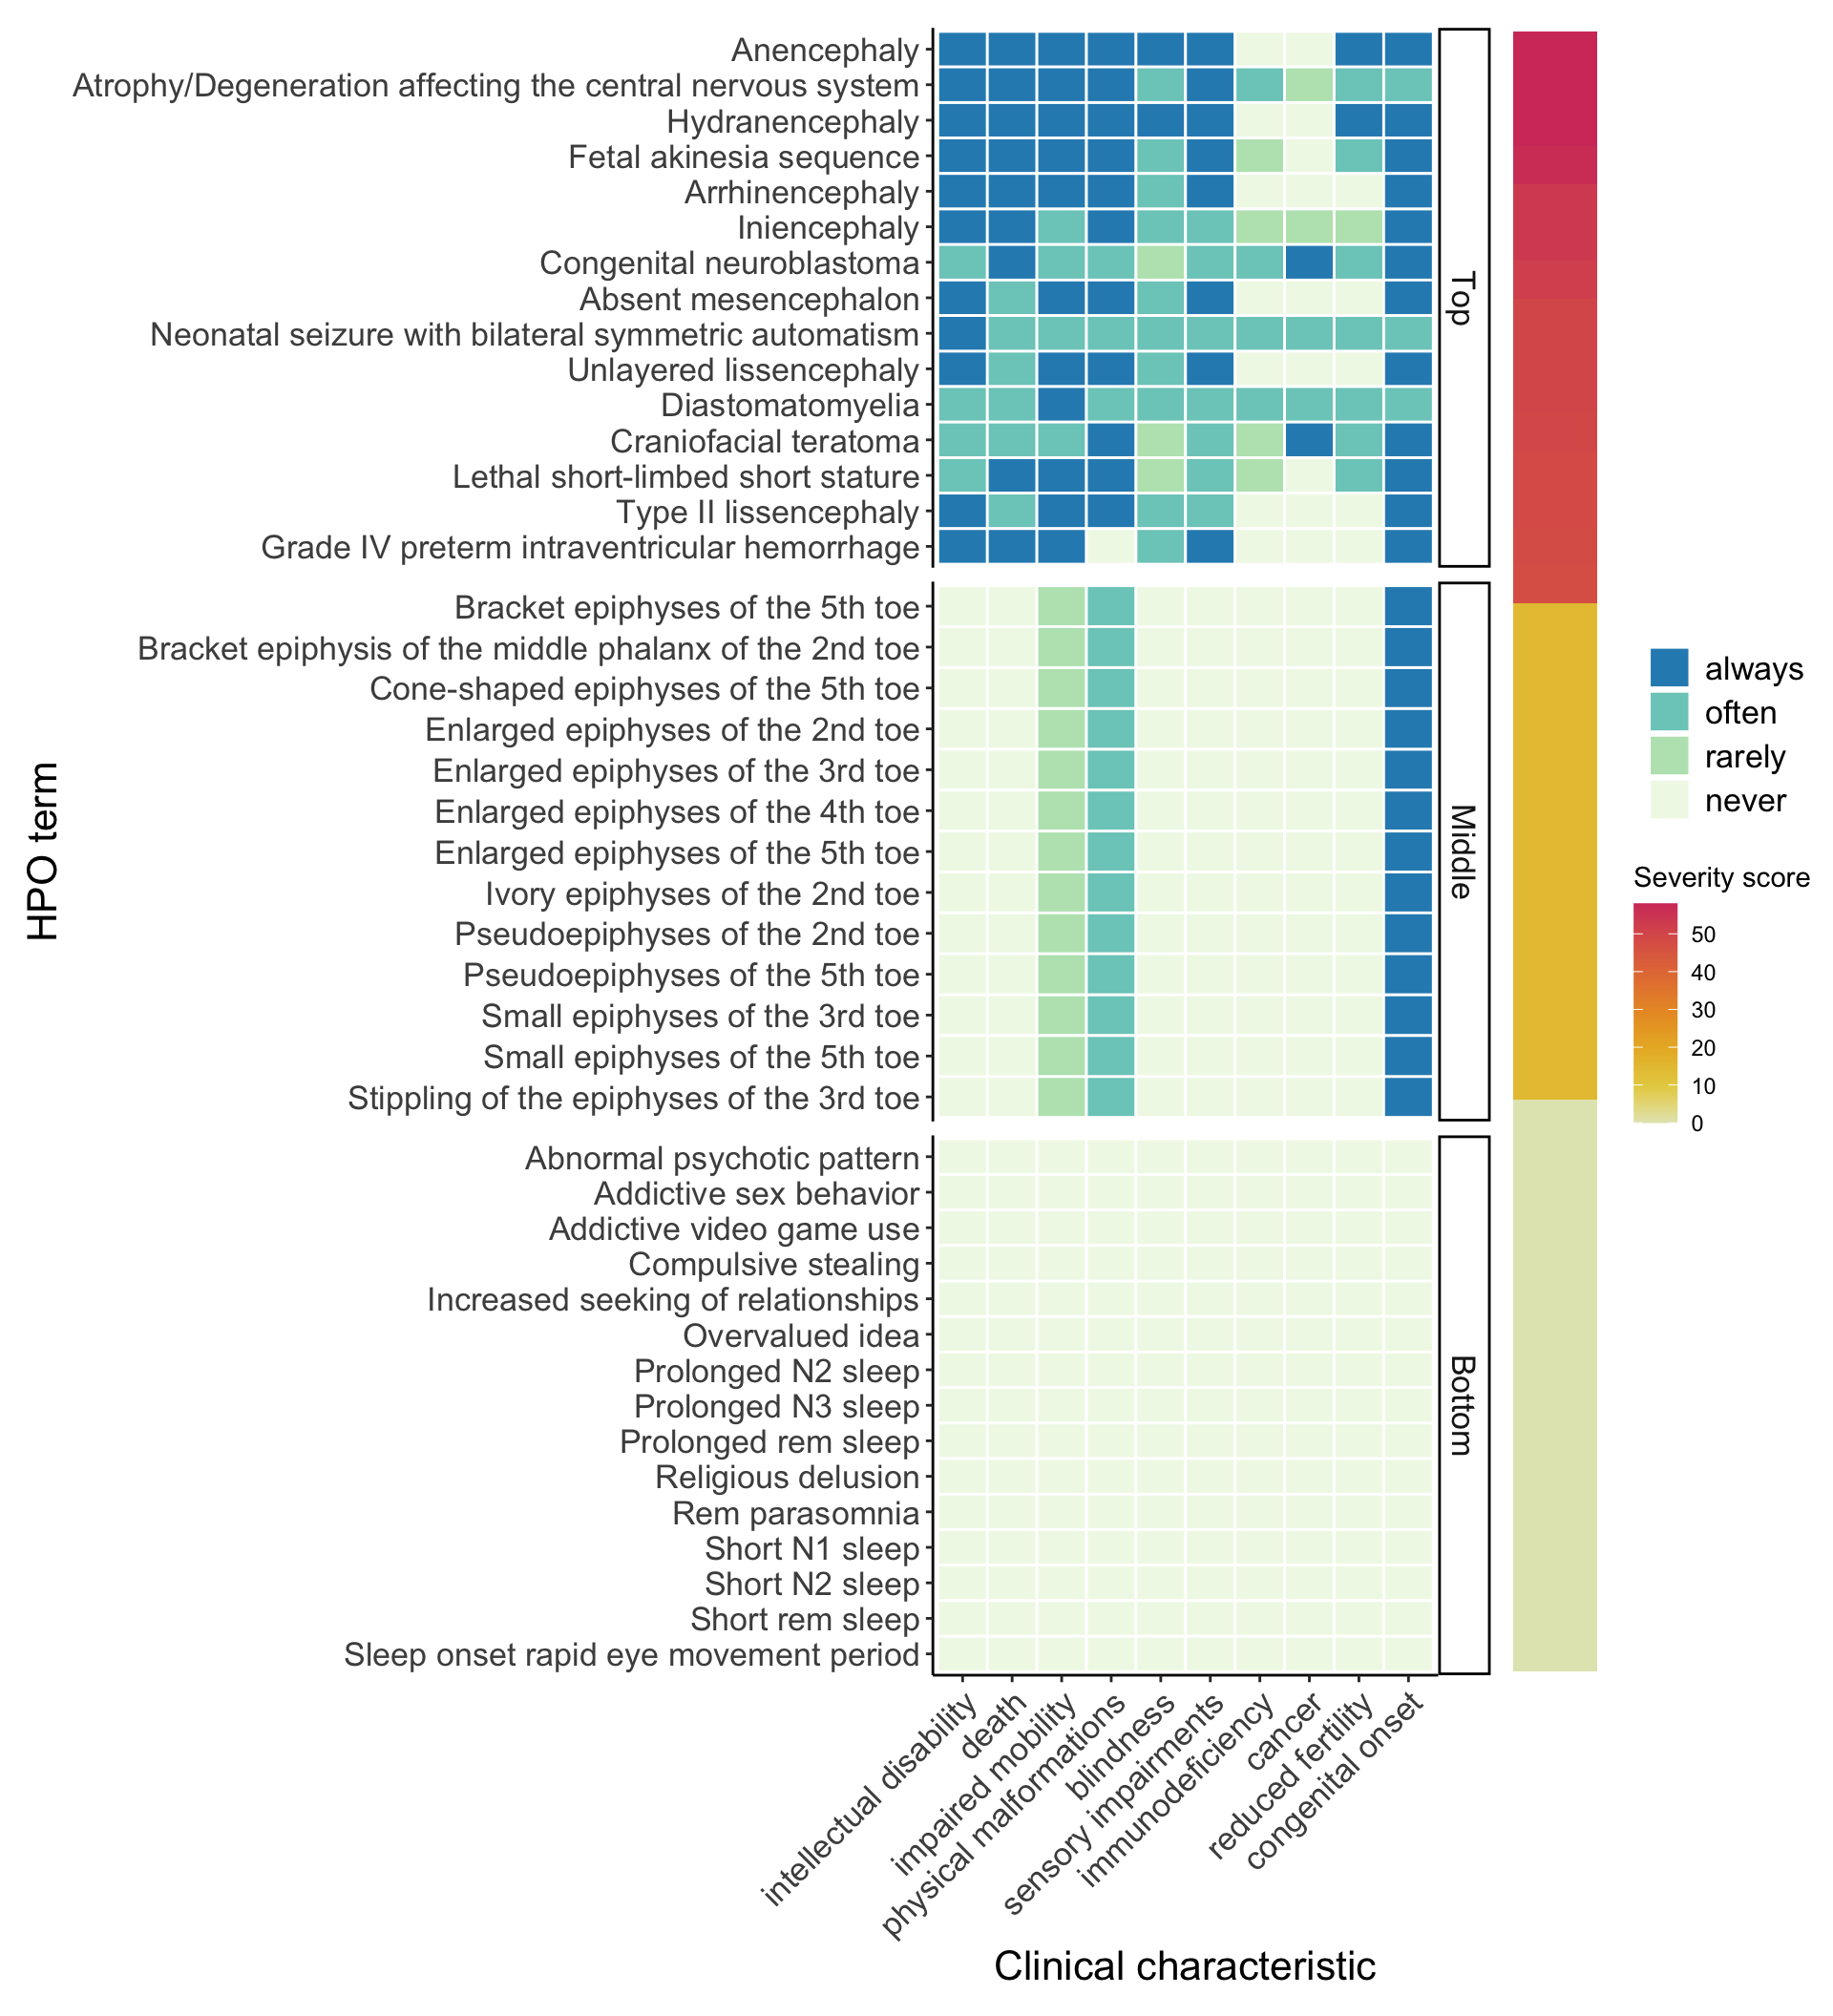 Anencephaly
Atrophy/Degeneration affecting the central nervous system
Hydranencephaly
Fetal akinesia sequence
Arrhinencephaly
Iniencephaly
Congenital neuroblastoma
Absent mesencephalon
Neonatal seizure with bilateral symmetric automatism
Unlayered lissencephaly
Diastomatomyelia
Craniofacial teratoma
Lethal short-limbed short stature
Type II lissencephaly
Grade IV preterm intraventricular hemorrhage
Top
Bracket epiphyses of the 5th toe
Bracket epiphysis of the middle phalanx of the 2nd toe
Cone-shaped epiphyses of the 5th toe
Enlarged epiphyses of the 2nd toe
Enlarged epiphyses of the 3rd toe
Enlarged epiphyses of the 4th toe
Enlarged epiphyses of the 5th toe
Ivory epiphyses of the 2nd toe
Pseudoepiphyses of the 2nd toe
Pseudoepiphyses of the 5th toe
Small epiphyses of the 3rd toe
Small epiphyses of the 5th toe
Stippling of the epiphyses of the 3rd toe
Middle
Abnormal psychotic pattern
Addictive sex behavior
Addictive video game use
Compulsive stealing
Increased seeking of relationships
Overvalued idea
Prolonged N2 sleep
Prolonged N3 sleep
Prolonged rem sleep
Religious delusion
Rem parasomnia
Short N1 sleep
Short N2 sleep
Short rem sleep
Sleep onset rapid eye movement period
Bottom
HPO term
intellectual disability
death
impaired mobility
physical malformations
blindness
sensory impairments
immunodeficiency
cancer
reduced fertility
congenital onset
Clinical characteristic
always
often
rarely
never
Severity score
50
40
30
20
10
0